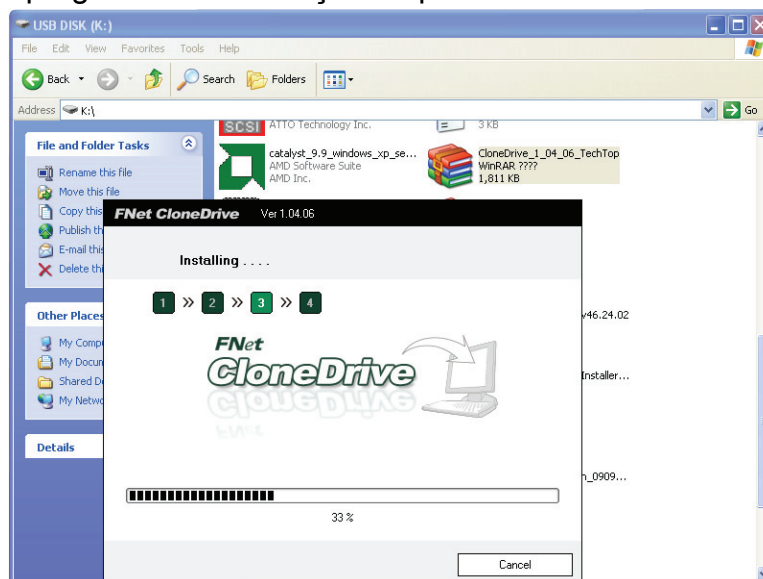 USB DISK (K:)
File Edit View Favorites Tools Help
Back Search Folders
Address K:\ Go
File and Folder Tasks
Rename this file
Move this file
Copy this
Publish th
E-mail this
Delete thi
Other Places
My Compu
My Docum
Shared D
My Netwo
Details
SCSI ATTO Technology Inc.
3 KB
catalyst_9.9_windows_xp_se...
AMD Software Suite
AMD Inc.
CloneDrive_1_04_06_TechTop
WinRAR ????
1,811 KB
FNet CloneDrive Ver 1.04.06
Installing . . . .
1 » 2 » 3 » 4
FNet
CloneDrive
33 %
Cancel
v46.24.02
Installer...
n_0909...